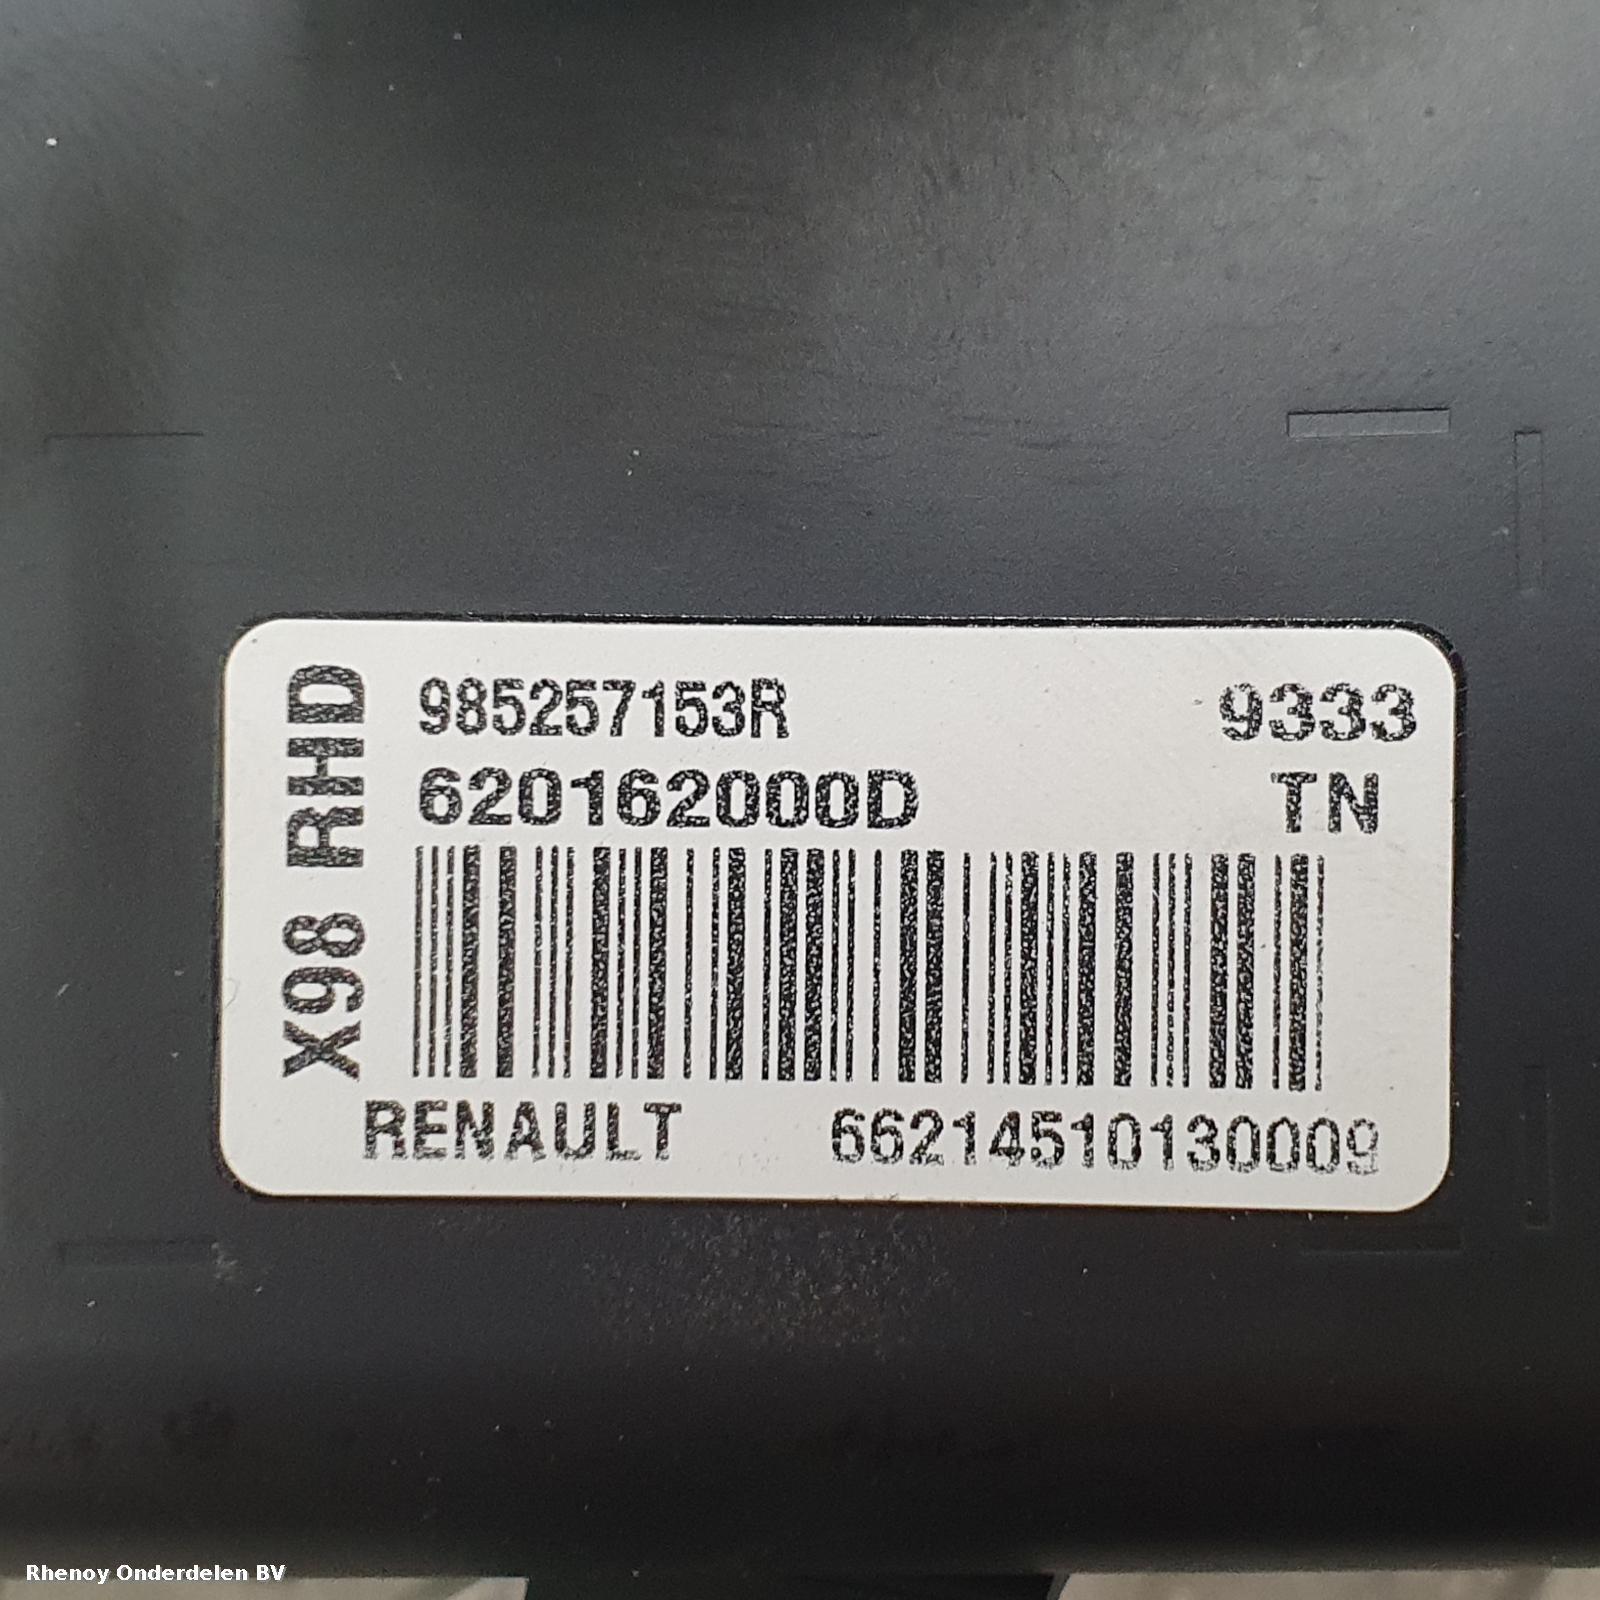 X98 RHD
985257153R 9333
620162000D TN
RENAULT 66214510130009
Rhenoy Onderdelen BV